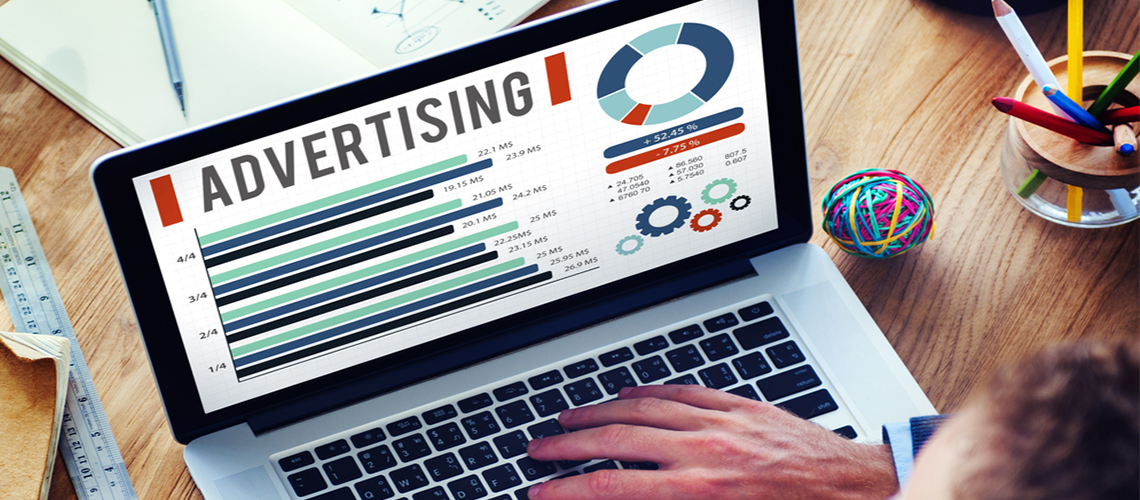 ADVERTISING
4/4
22.1 MS
23.9 MS
19.15 MS
3/4
21.05 MS
24.2 MS
20.1 MS
2/4
25 MS
22.25MS
23.15 MS
1/4
25 MS
25.95 MS
26.9 MS
+ 52.45 %
- 7.75 %
24.705
47.0540
6760 70
86.560
57.030
5.7540
807.5
0.607